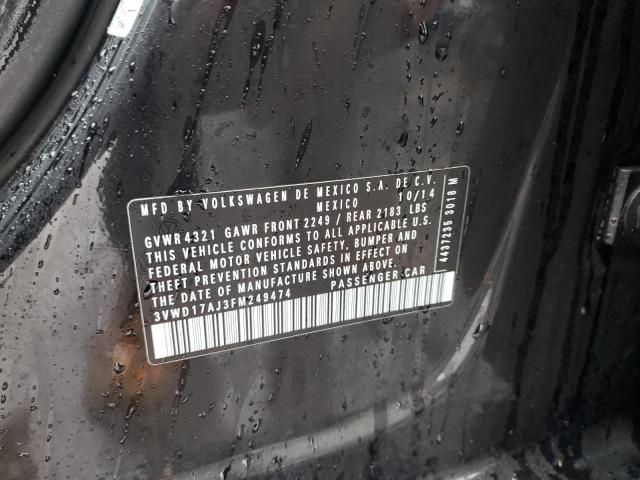 MFD BY VOLKSWAGEN DE MEXICO S.A. DE C.V.
MEXICO 10/14
GVWR 4321 GAWR FRONT 2249 / REAR 2183 LBS
THIS VEHICLE CONFORMS TO ALL APPLICABLE U.S.
FEDERAL MOTOR VEHICLE SAFETY, BUMPER AND
THEFT PREVENTION STANDARDS IN EFFECT ON
THE DATE OF MANUFACTURE SHOWN ABOVE.
3VWD17AJ3FM249474 PASSENGER CAR
4437235 3018 M